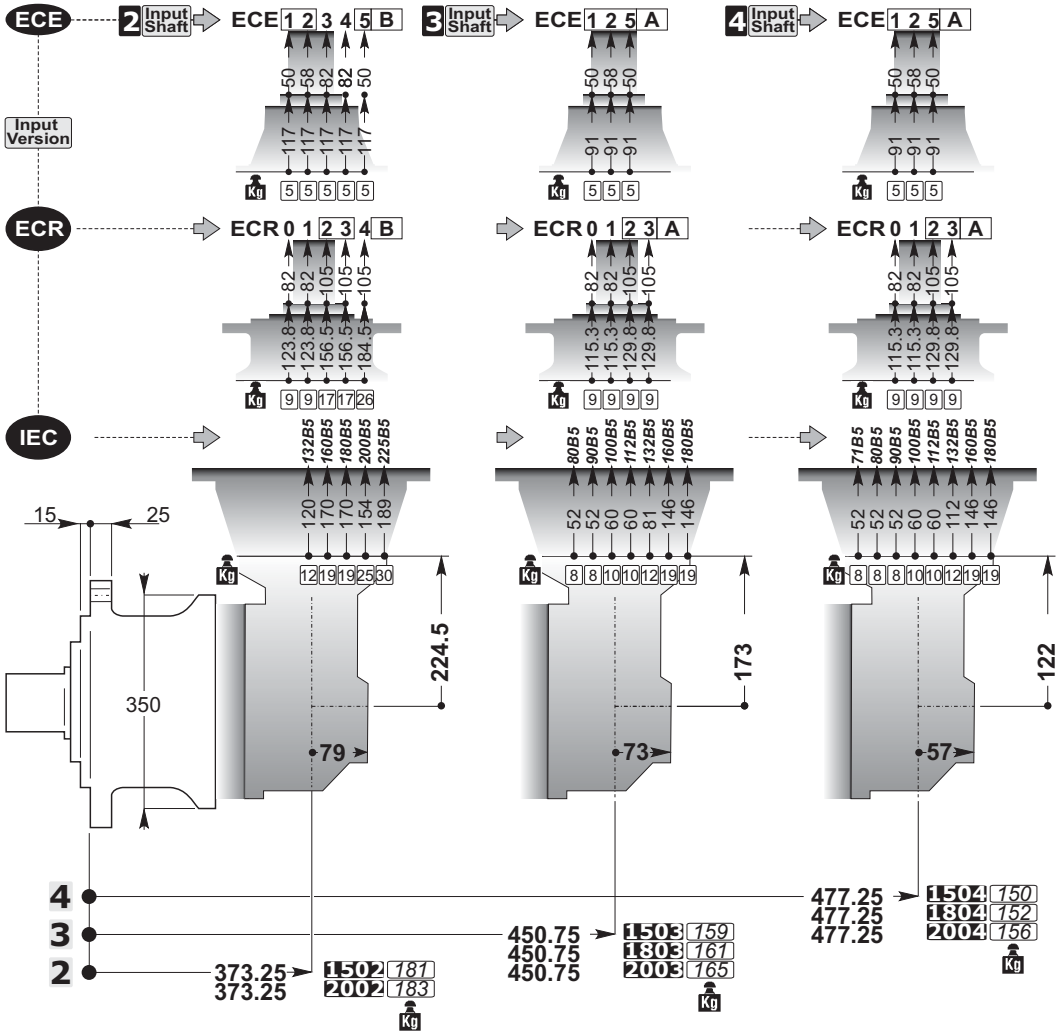 ECE 2 Input Shaft ECE 1 2 3 4 5 B 3 Input Shaft ECE 1 2 5 A 4 Input Shaft ECE 1 2 5 A
50 58 82 82 50 50 58 50 50 58 50
Input Version
117 117 117 117 117 91 91 91 91 91 91
Kg 5 5 5 5 5 Kg 5 5 5 Kg 5 5 5
ECR ECR 0 1 2 3 4 B ECR 0 1 2 3 A ECR 0 1 2 3 A
82 82 105 105 105 82 82 105 105 82 82 105 105
123.8 123.8 156.5 156.5 184.5 115.3 115.3 129.8 129.8 115.3 115.3 129.8 129.8
Kg 9 9 17 17 26 Kg 9 9 9 9 Kg 9 9 9 9
IEC 132B5 160B5 180B5 200B5 225B5 80B5 90B5 100B5 112B5 132B5 160B5 180B5 71B5 80B5 90B5 100B5 112B5 132B5 160B5 180B5
15 25 120 170 170 154 189 52 52 60 60 81 146 146 52 52 52 60 60 112 146 146
Kg 12 19 19 25 30 Kg 8 8 10 10 12 19 19 Kg 8 8 8 10 10 12 19 19
224.5 173 122
350
79 73 57
4 477.25 1504 150
477.25 1804 152
477.25 2004 156
Kg
3 450.75 1503 159
450.75 1803 161
450.75 2003 165
Kg
2 373.25 1502 181
373.25 2002 183
Kg